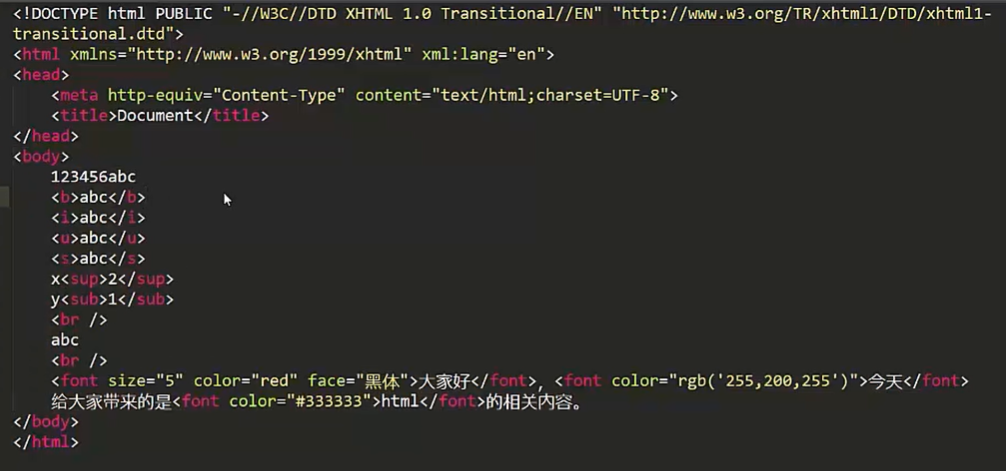 <!DOCTYPE html PUBLIC "-//W3C//DTD XHTML 1.0 Transitional//EN" "http://www.w3.org/TR/xhtml1/DTD/xhtml1-
transitional.dtd">
<html xmlns="http://www.w3.org/1999/xhtml" xml:lang="en">
<head>
<meta http-equiv="Content-Type" content="text/html;charset=UTF-8">
<title>Document</title>
</head>
<body>
123456abc
<b>abc</b>
<i>abc</i>
<u>abc</u>
<s>abc</s>
x<sup>2</sup>
y<sub>1</sub>
<br />
abc
<br />
<font size="5" color="red" face="黑体">大家好</font>, <font color="rgb('255,200,255')">今天</font>
给大家带来的是<font color="#333333">html</font>的相关内容。
</body>
</html>